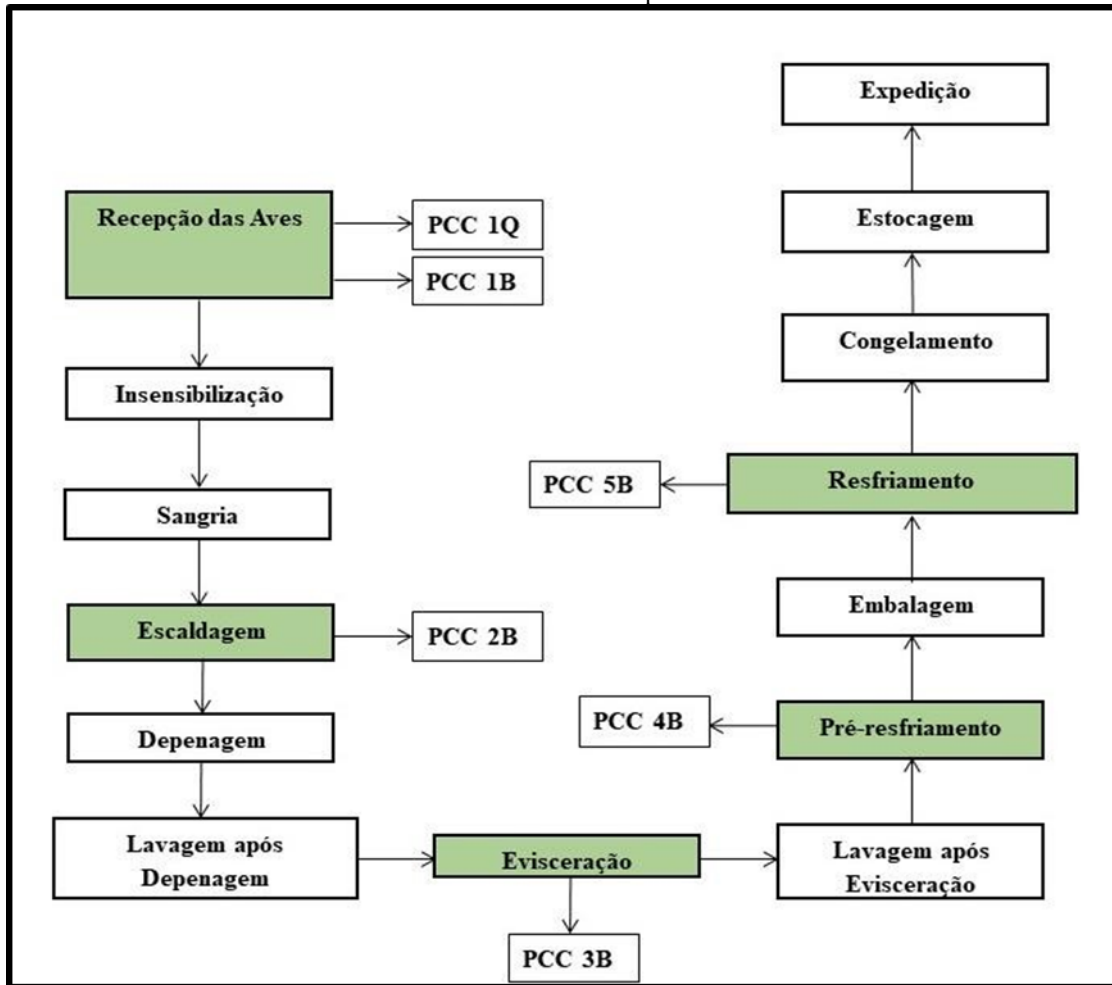 Recepção das Aves
PCC 1Q
PCC 1B
Insensibilização
Sangria
Escaldagem
PCC 2B
Depenagem
Lavagem após
Depenagem
Evisceração
PCC 3B
Lavagem após
Evisceração
Pré-resfriamento
PCC 4B
Embalagem
Resfriamento
PCC 5B
Congelamento
Estocagem
Expedição